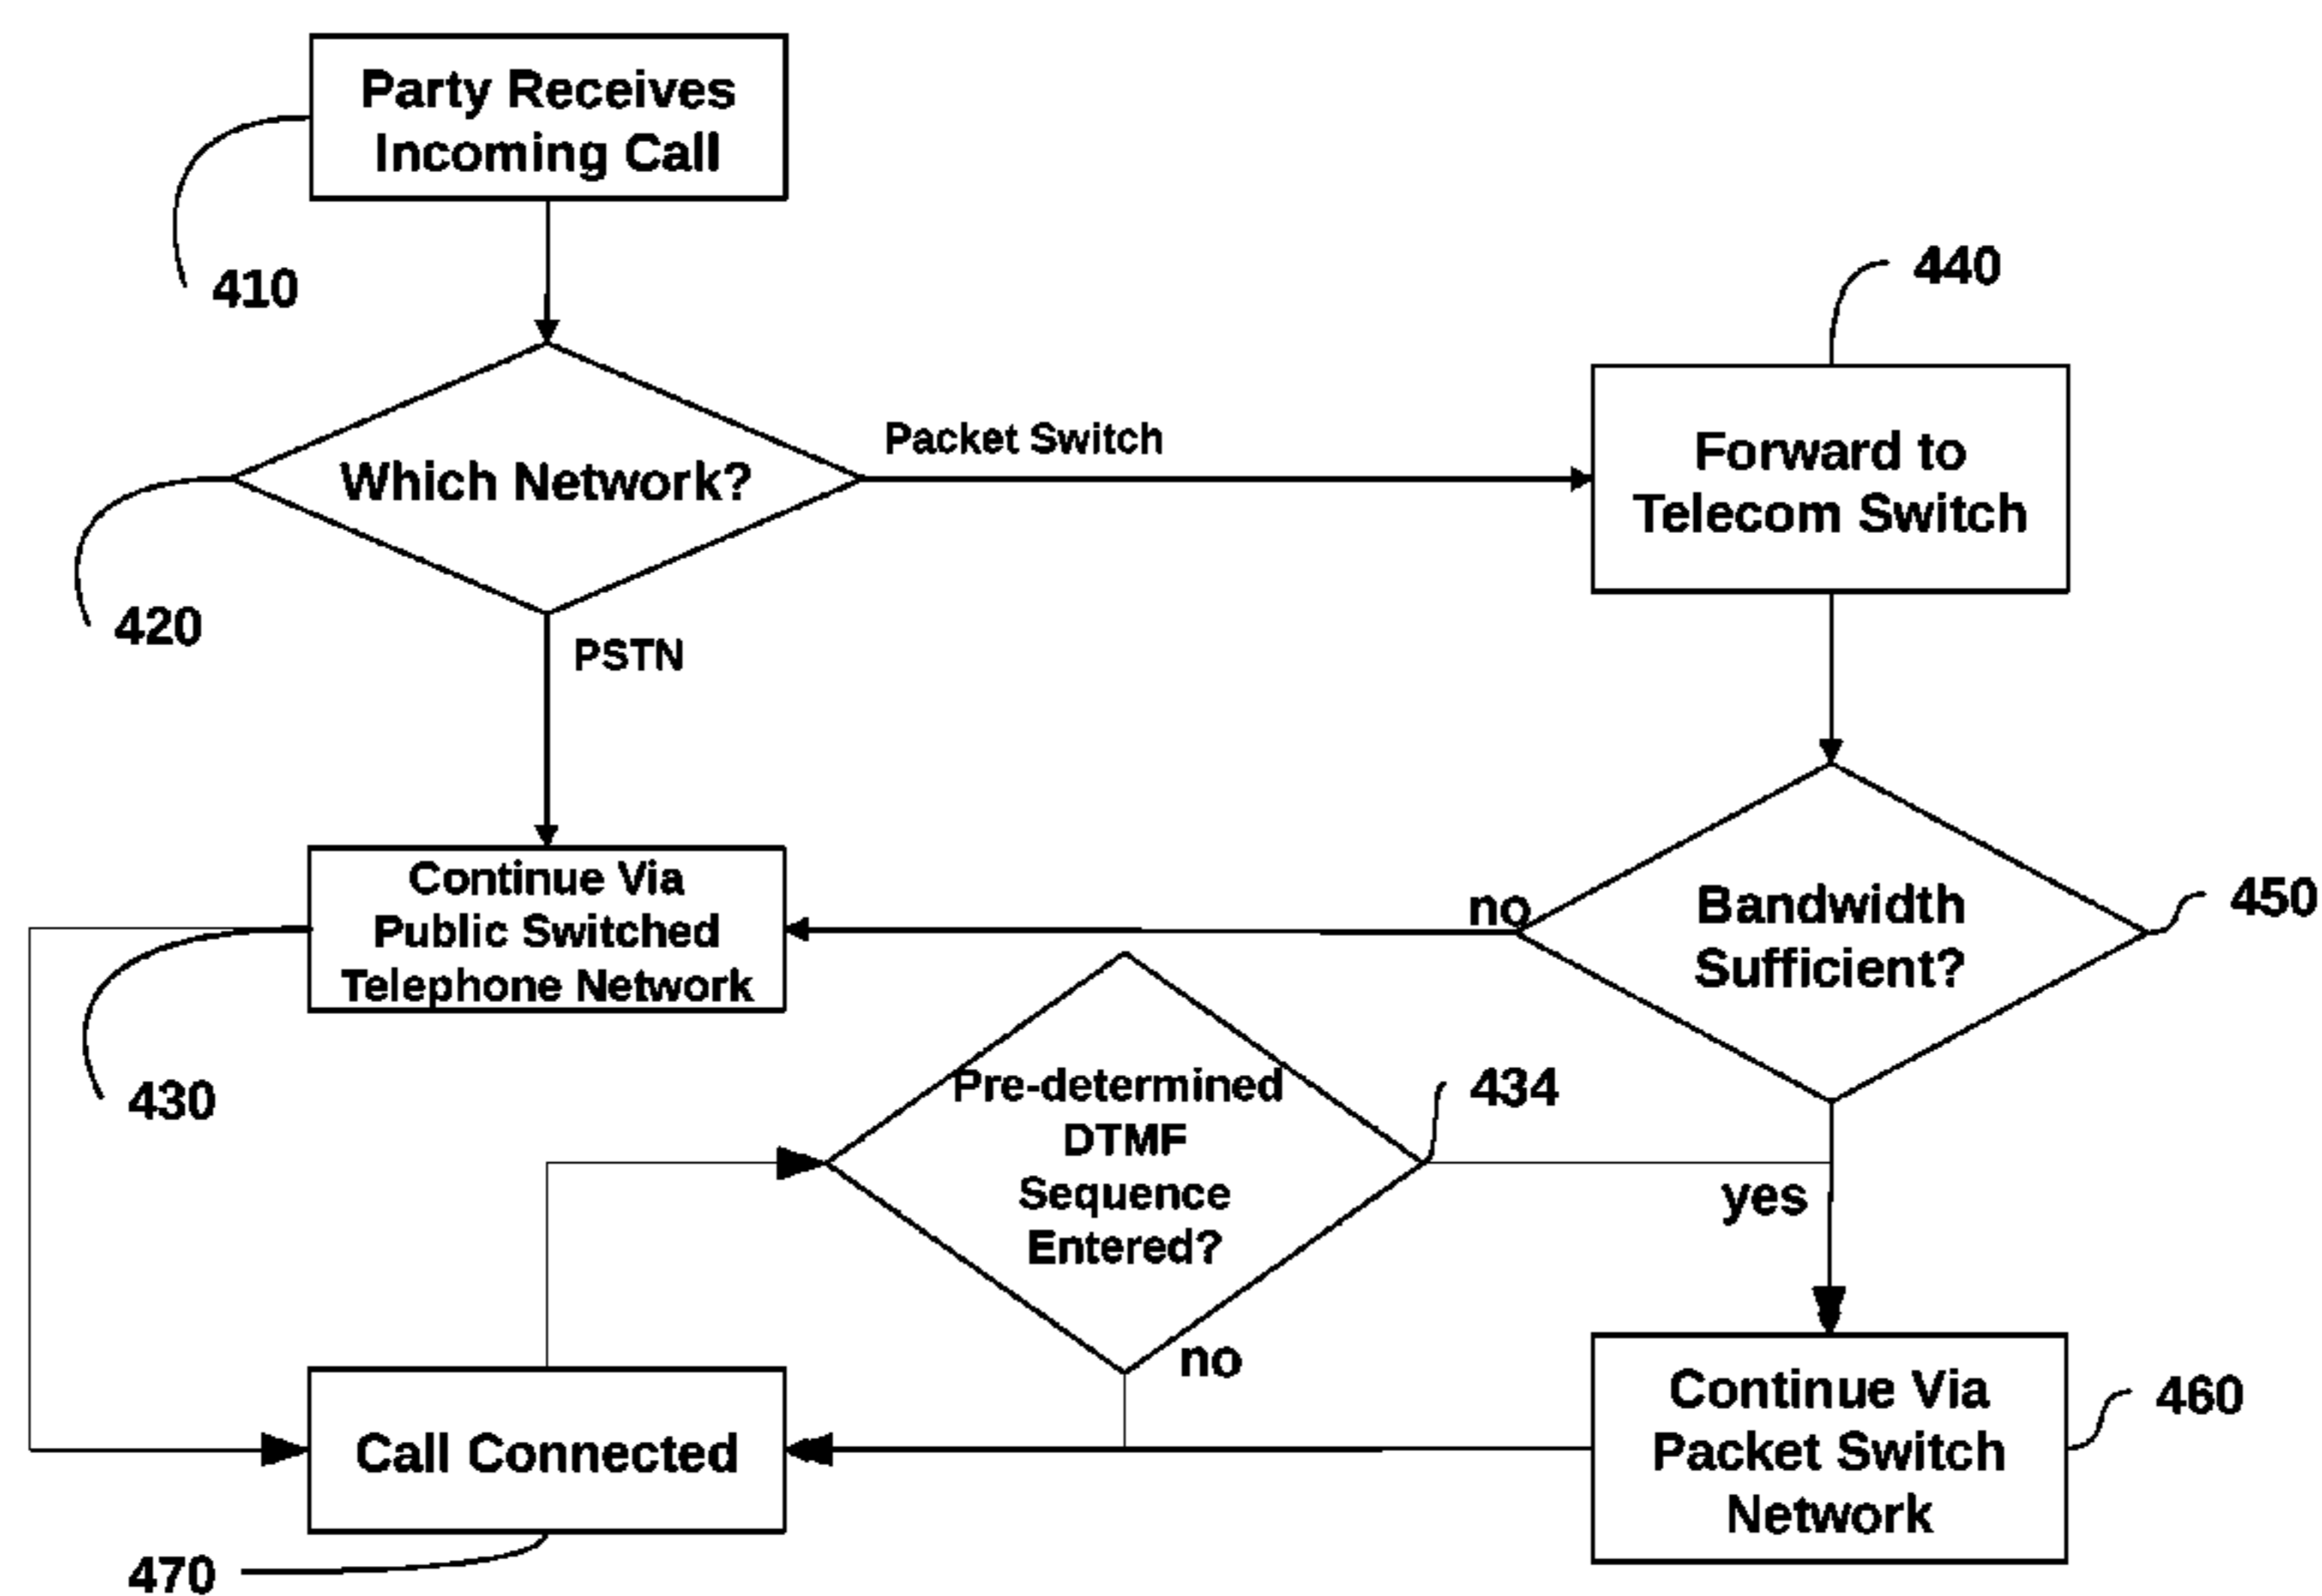 Party Receives
Incoming Call
410
440
Packet Switch
Which Network?
Forward to
Telecom Switch
420
PSTN
Continue Via
Public Switched
Telephone Network
no
Bandwidth
Sufficient?
450
430
Pre-determined
DTMF
Sequence
Entered?
434
yes
no
Call Connected
Continue Via
Packet Switch
Network
460
470